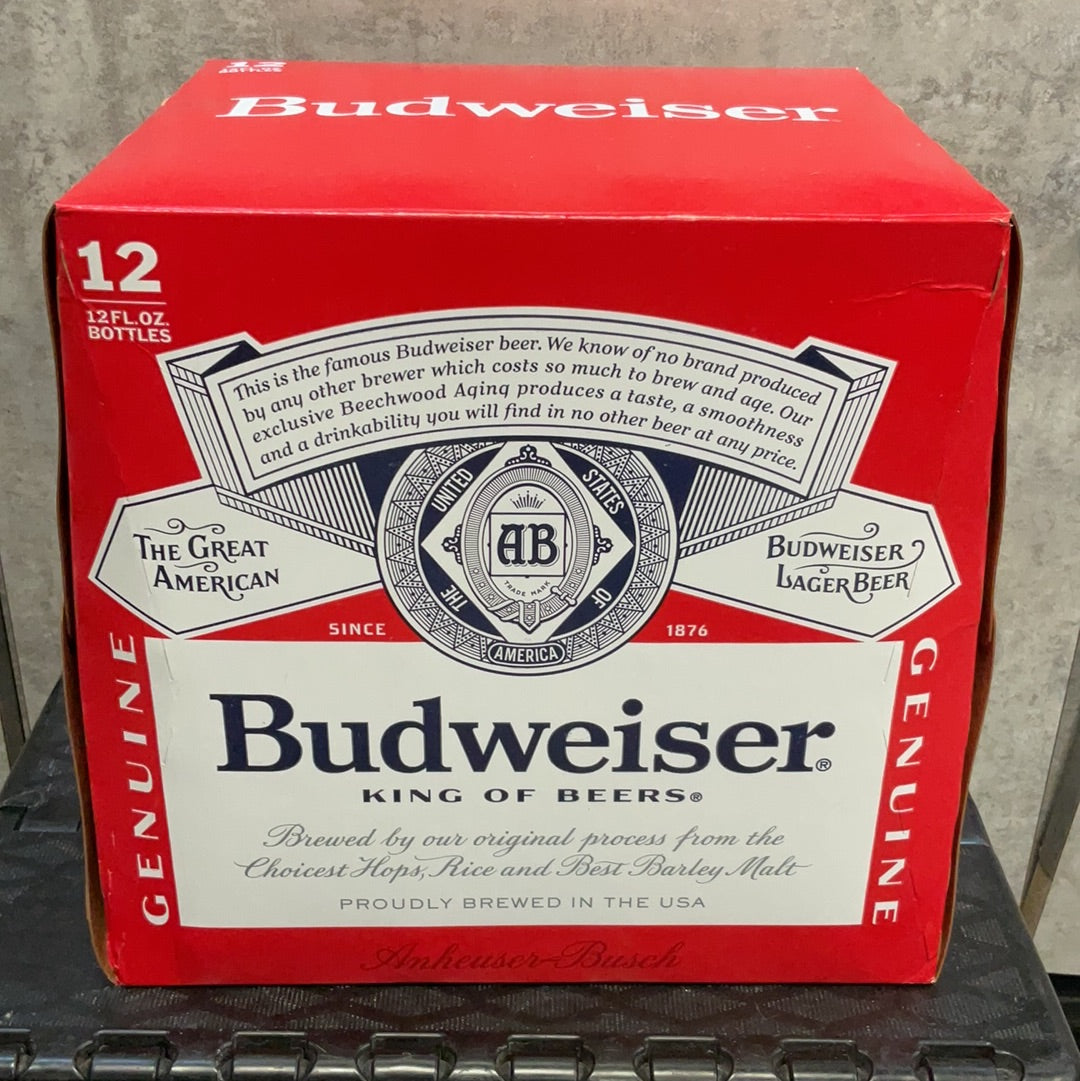 12
Budweiser
12
12 FL. OZ.
BOTTLES
This is the famous Budweiser beer. We know of no brand produced
by any other brewer which costs so much to brew and age. Our
exclusive Beechwood Aging produces a taste, a smoothness
and a drinkability you will find in no other beer at any price.
THE UNITED STATES OF
AMERICA
AB
TRADE MARK
THE GREAT
AMERICAN
BUDWEISER
LAGER BEER
SINCE 1876
GENUINE
GENUINE
Budweiser®
KING OF BEERS®
Brewed by our original process from the
Choicest Hops, Rice and Best Barley Malt
PROUDLY BREWED IN THE USA
Anheuser-Busch